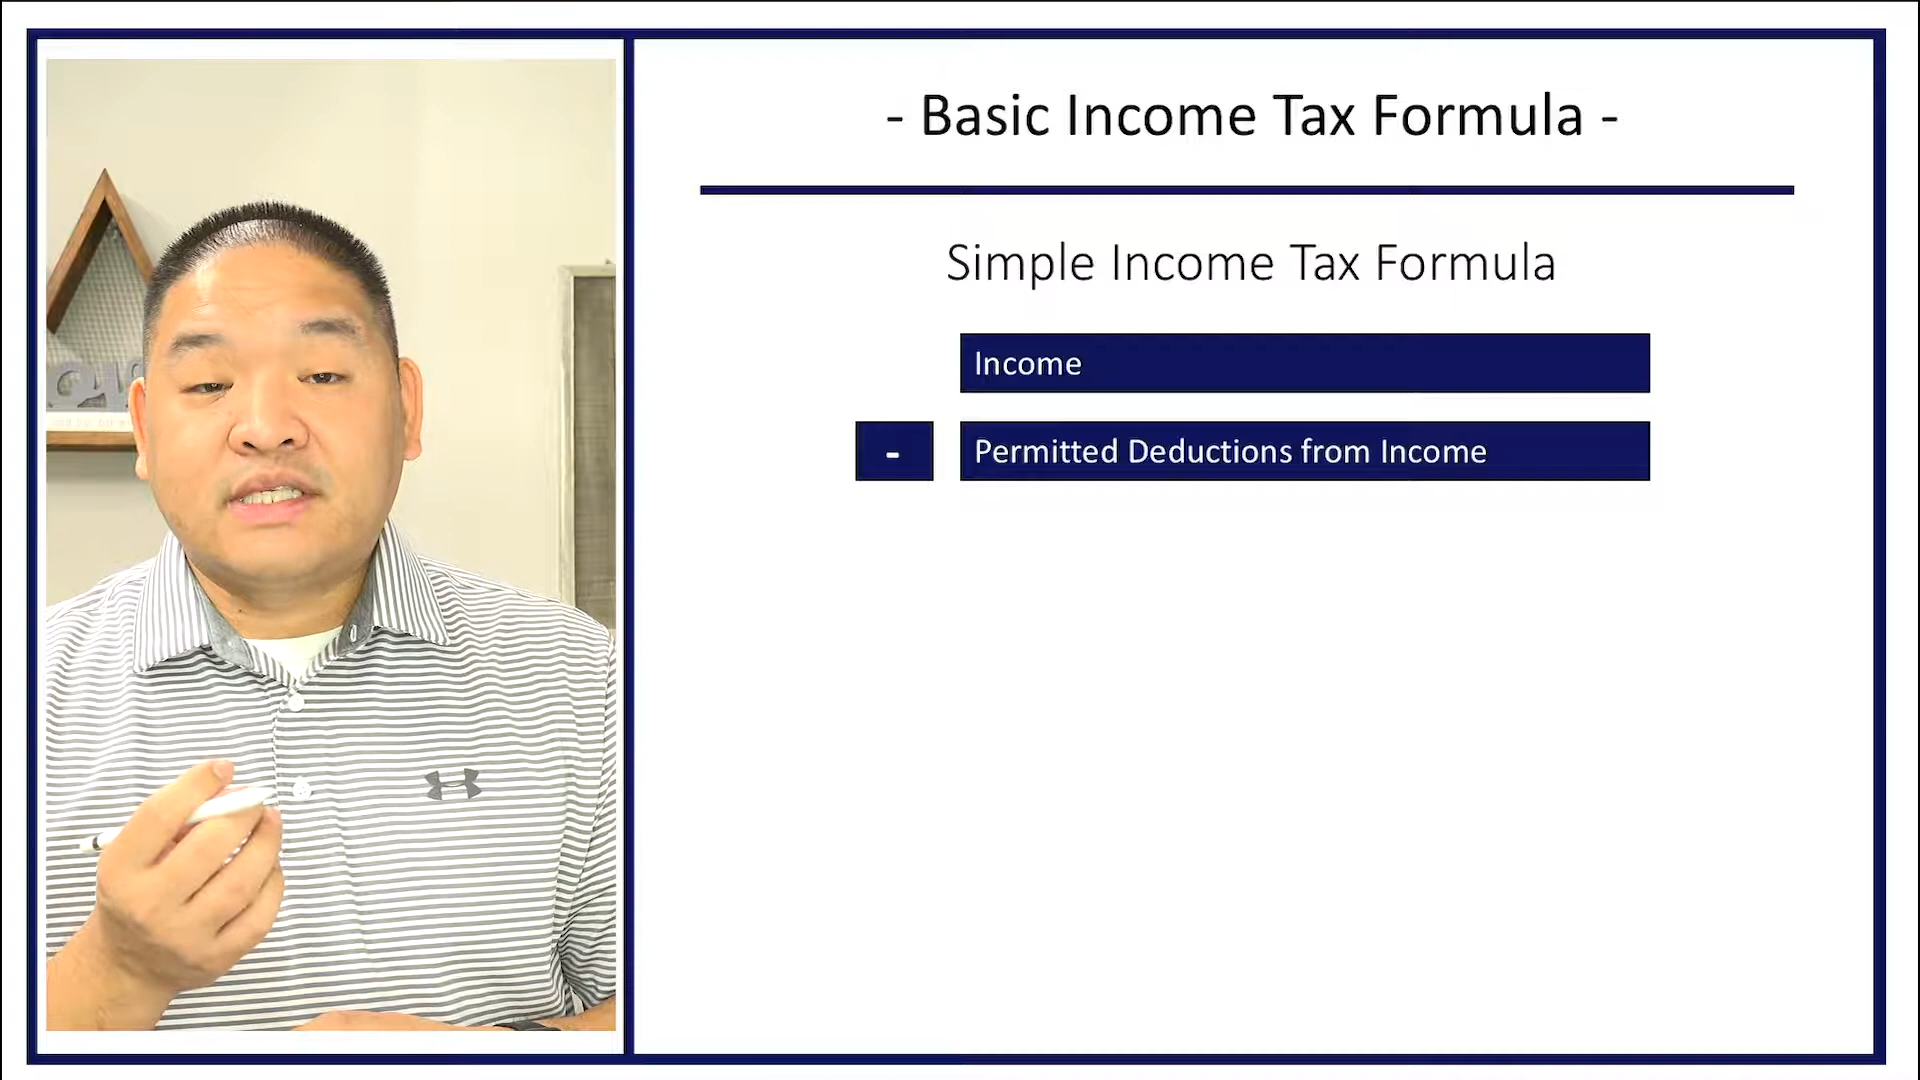 - Basic Income Tax Formula -
Simple Income Tax Formula
Income
- Permitted Deductions from Income